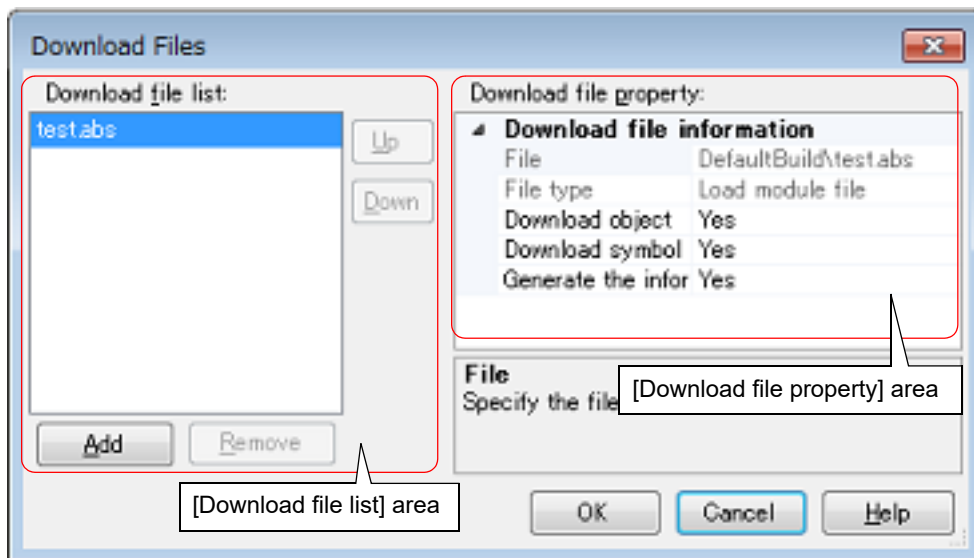 Download Files
Download file list:
test.abs
Up
Down
Add
Remove
[Download file list] area
Download file property:
Download file information
File DefaultBuild\test.abs
File type Load module file
Download object Yes
Download symbol Yes
Generate the infor Yes
File
Specify the file
[Download file property] area
OK
Cancel
Help